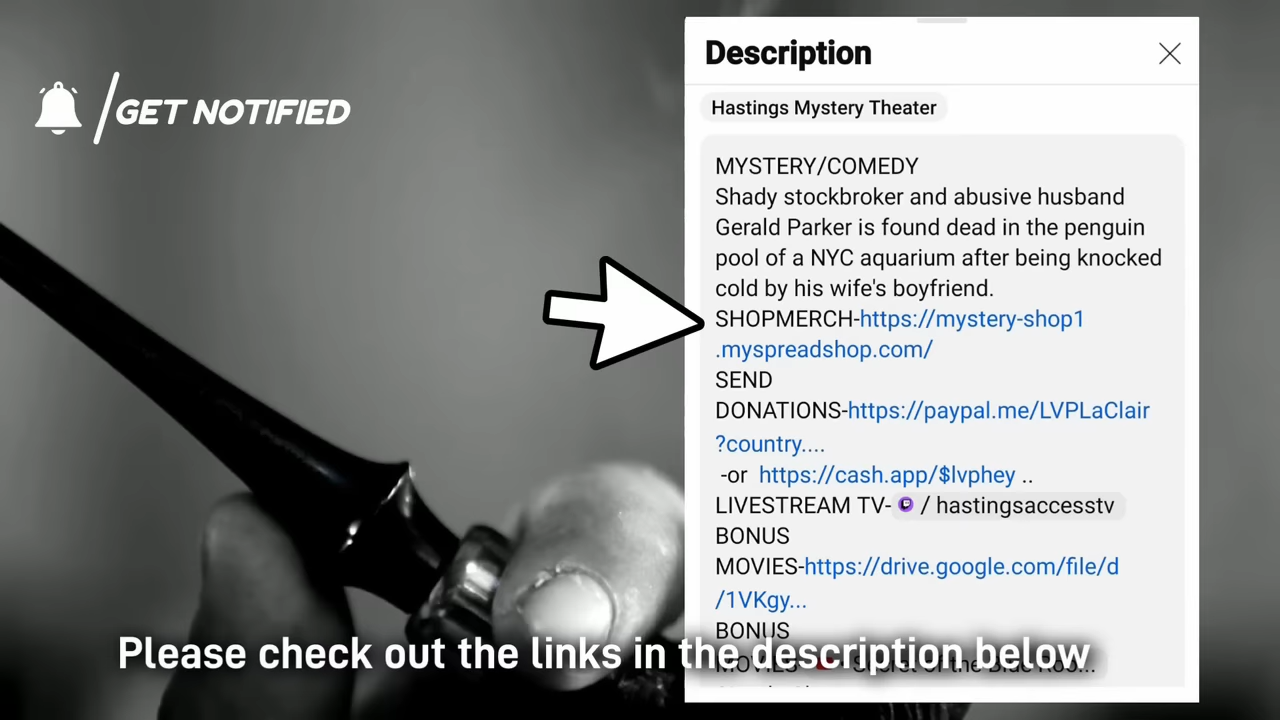 GET NOTIFIED
Description
Hastings Mystery Theater
MYSTERY/COMEDY
Shady stockbroker and abusive husband
Gerald Parker is found dead in the penguin
pool of a NYC aquarium after being knocked
cold by his wife's boyfriend.
SHOPMERCH-https://mystery-shop1
.myspreadshop.com/
SEND
DONATIONS-https://paypal.me/LVPLaClair
?country....
-or https://cash.app/$lvphey ..
LIVESTREAM TV- / hastingsaccesstv
BONUS
MOVIES-https://drive.google.com/file/d
/1VKgy...
BONUS
Please check out the links in the description below